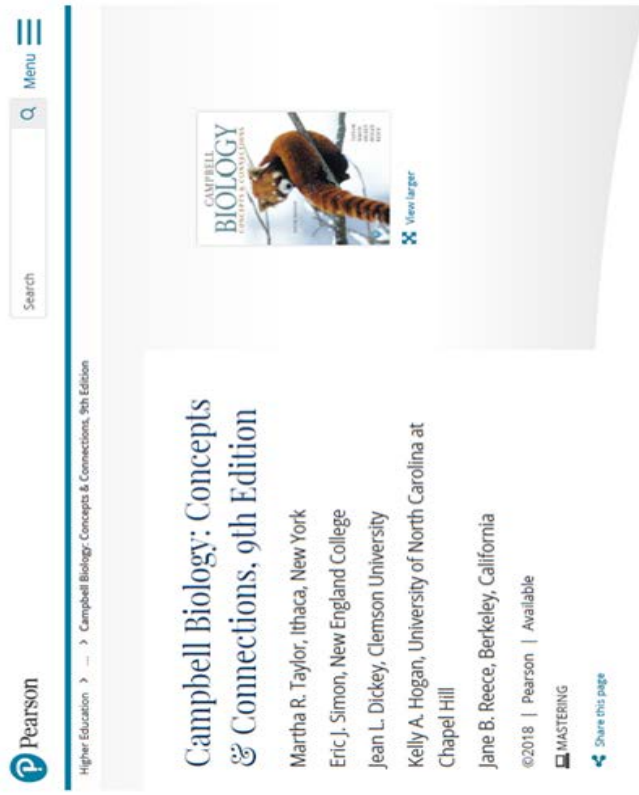 Pearson
Search
Menu
Higher Education > ... > Campbell Biology: Concepts & Connections, 9th Edition
Campbell Biology: Concepts
& Connections, 9th Edition
Martha R. Taylor, Ithaca, New York
Eric J. Simon, New England College
Jean L. Dickey, Clemson University
Kelly A. Hogan, University of North Carolina at
Chapel Hill
Jane B. Reece, Berkeley, California
©2018 | Pearson | Available
MASTERING
Share this page
CAMPBELL
BIOLOGY
CONCEPTS & CONNECTIONS
View larger